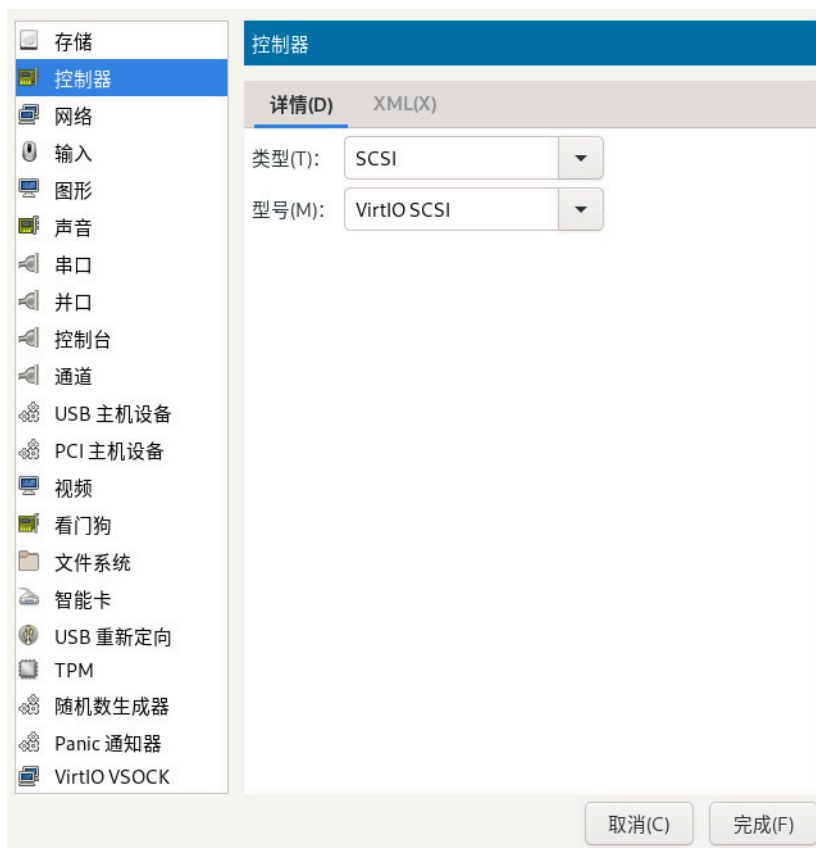 存储
控制器
网络
输入
图形
声音
串口
并口
控制台
通道
USB 主机设备
PCI 主机设备
视频
看门狗
文件系统
智能卡
USB 重新定向
TPM
随机数生成器
Panic 通知器
VirtIO VSOCK
控制器
详情(D) XML(X)
类型(T): SCSI
型号(M): VirtIO SCSI
取消(C) 完成(F)